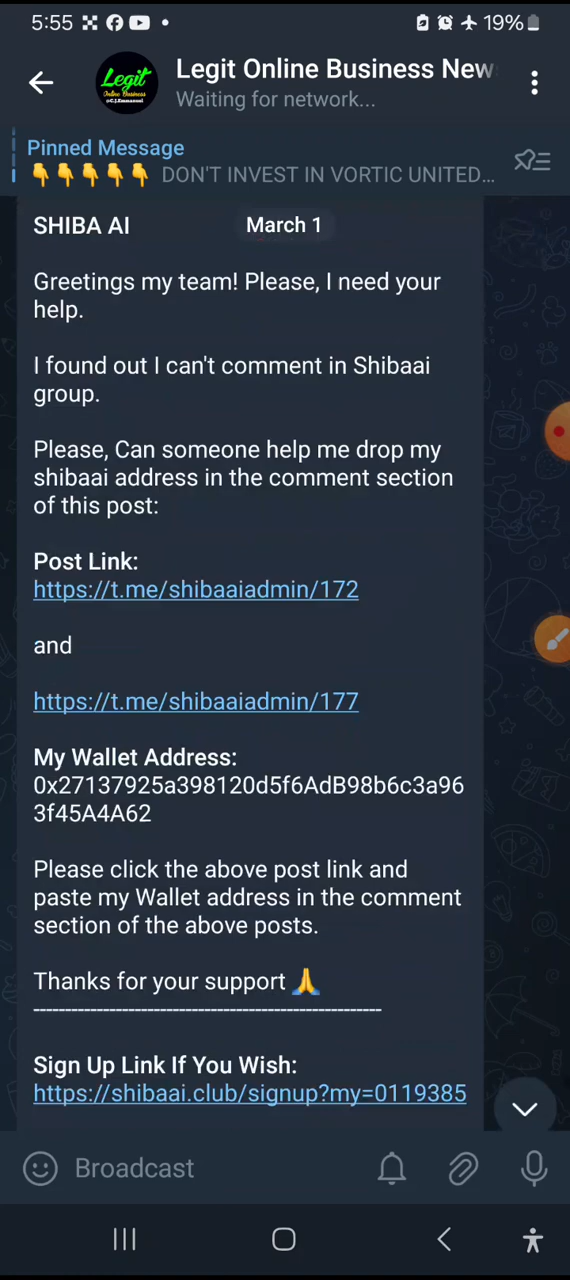 5:55
19%
Legit
Online Business
@C.J.Emmanuel
Legit Online Business New
Waiting for network...
Pinned Message
👇👇👇👇👇 DON'T INVEST IN VORTIC UNITED...
SHIBA AI
March 1
Greetings my team! Please, I need your
help.
I found out I can't comment in Shibaai
group.
Please, Can someone help me drop my
shibaai address in the comment section
of this post:
Post Link:
https://t.me/shibaaiadmin/172
and
https://t.me/shibaaiadmin/177
My Wallet Address:
0x27137925a398120d5f6AdB98b6c3a96
3f45A4A62
Please click the above post link and
paste my Wallet address in the comment
section of the above posts.
Thanks for your support 🙏
---------------------------------------------------------
Sign Up Link If You Wish:
https://shibaai.club/signup?my=0119385
Broadcast